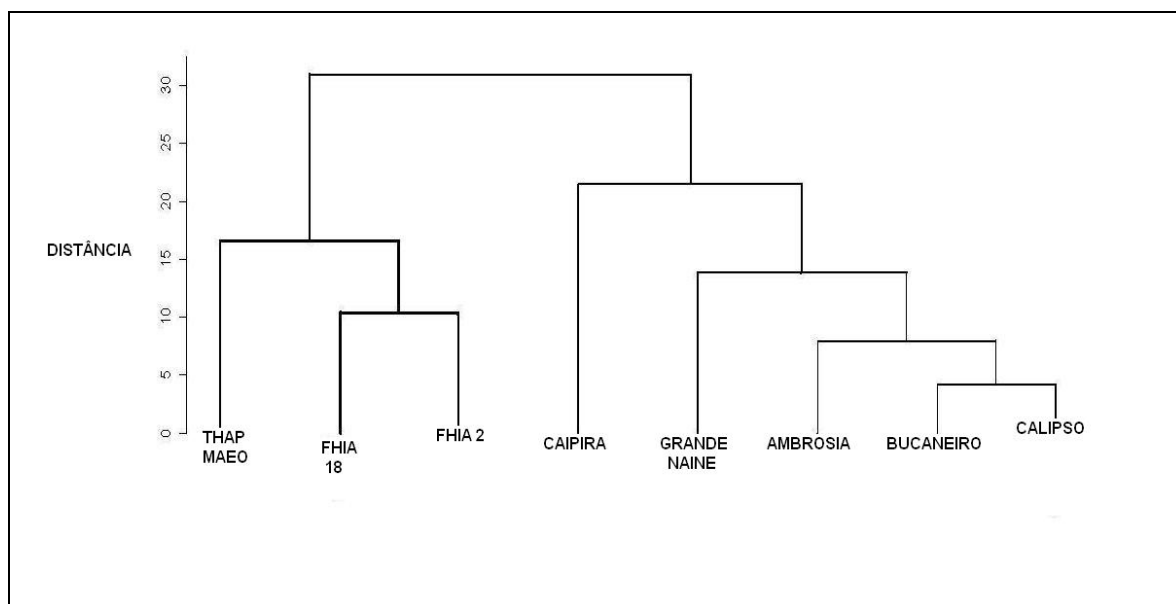 30
25
20
DISTÂNCIA
15
10
5
0
THAP
MAEO
FHIA
18
FHIA 2
CAIPIRA
GRANDE
NAINE
AMBROSIA
BUCANEIRO
CALIPSO